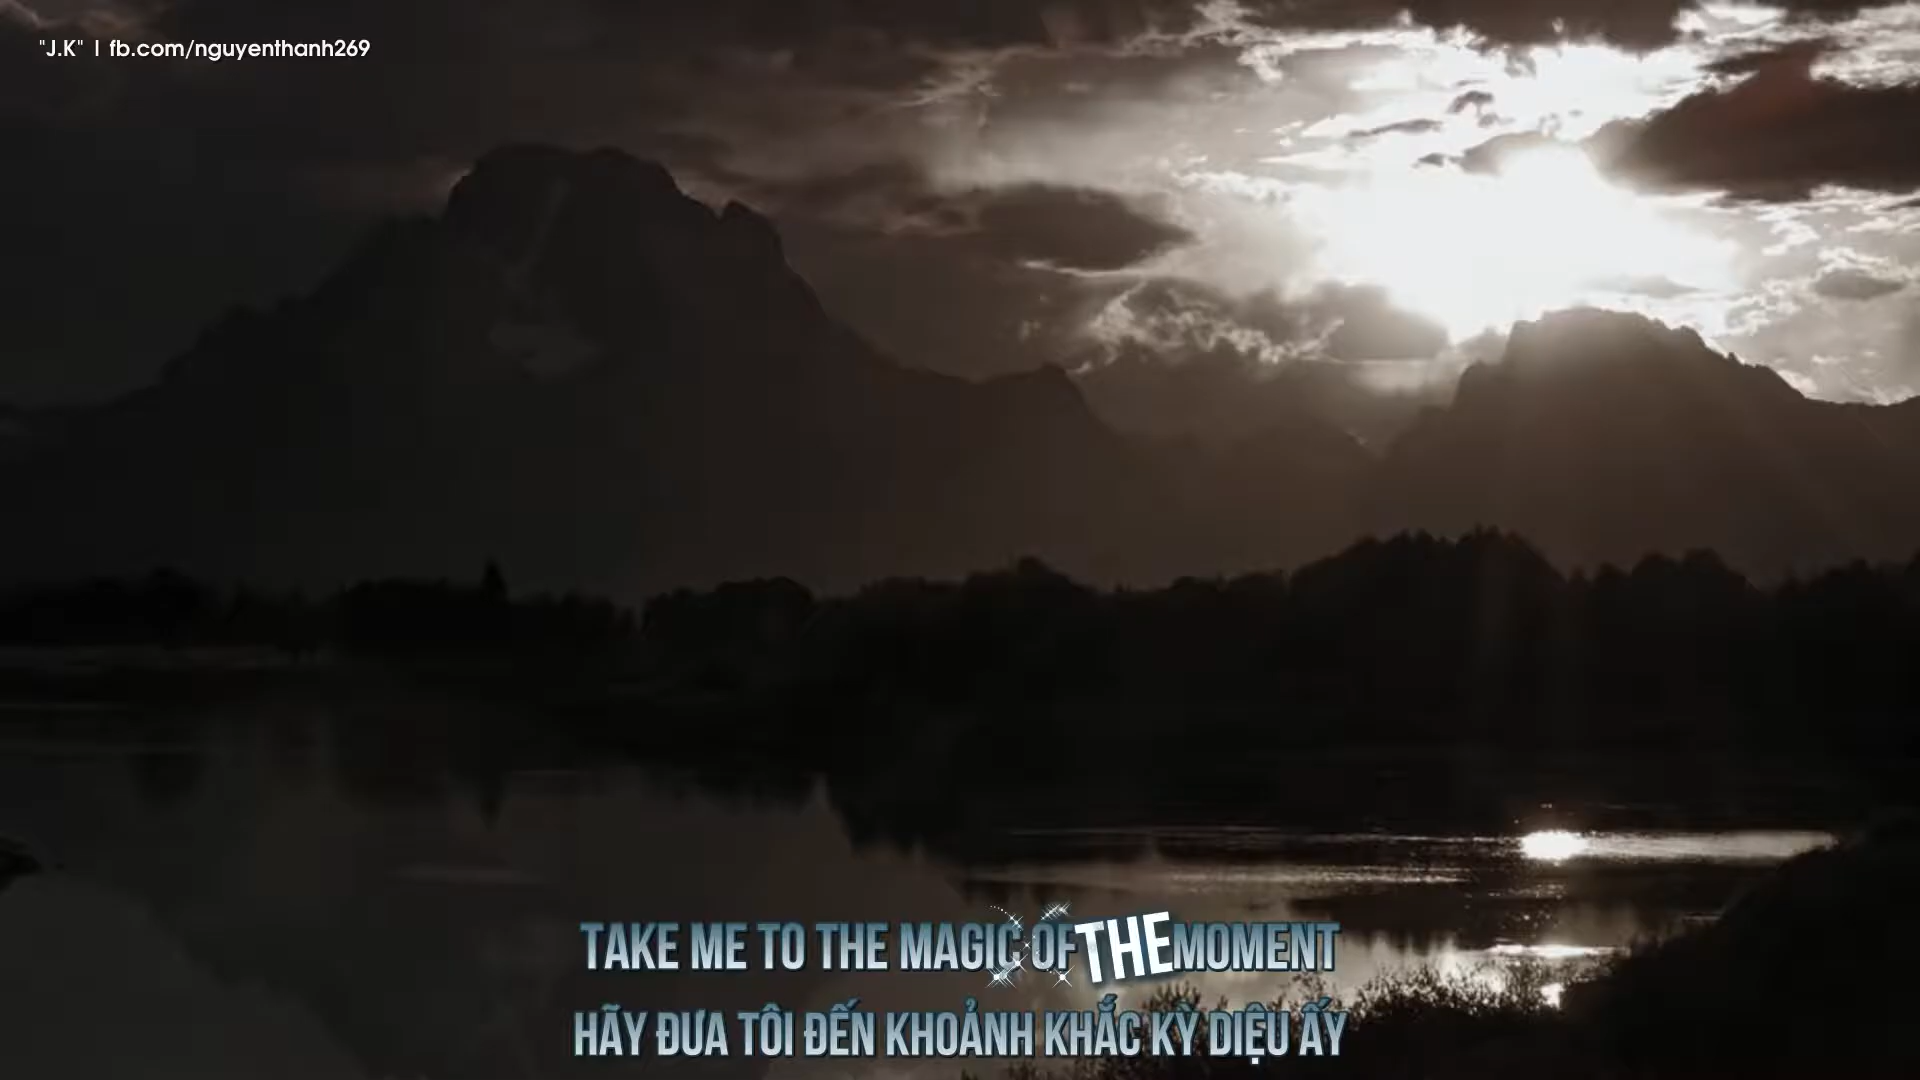 "J.K" | fb.com/nguyenthanh269
TAKE ME TO THE MAGIC OF THE MOMENT
HÃY ĐƯA TÔI ĐẾN KHOẢNH KHẮC KỲ DIỆU ẤY